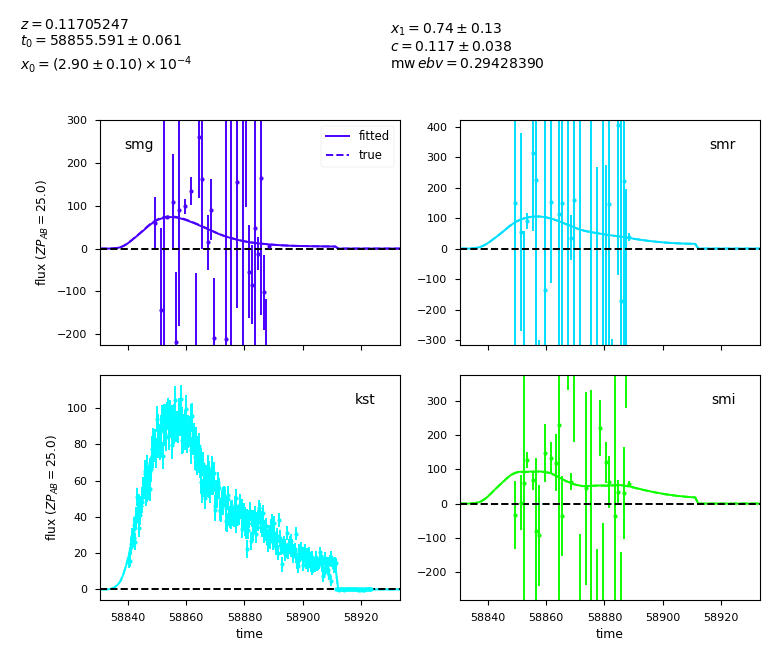 z = 0.11705247
t₀ = 58855.591 ± 0.061
x₀ = (2.90 ± 0.10) × 10⁻⁴
x₁ = 0.74 ± 0.13
c = 0.117 ± 0.038
mw ebv = 0.29428390
smg
fitted
true
300
200
100
0
−100
−200
flux (ZP_AB = 25.0)
smr
400
300
200
100
0
−100
−200
−300
kst
100
80
60
40
20
0
flux (ZP_AB = 25.0)
58840 58860 58880 58900 58920
time
smi
300
200
100
0
−100
−200
58840 58860 58880 58900 58920
time